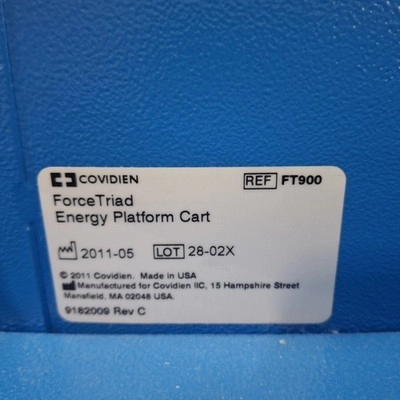 COVIDIEN
REF FT900
ForceTriad
Energy Platform Cart
2011-05 LOT 28-02X
© 2011 Covidien. Made in USA
Manufactured for Covidien IIC, 15 Hampshire Street
Mansfield, MA 02048 USA.
9182009 Rev C